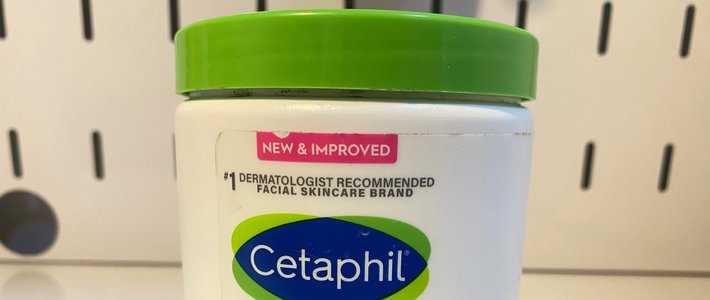 NEW & IMPROVED
#1 DERMATOLOGIST RECOMMENDED
FACIAL SKINCARE BRAND
Cetaphil®